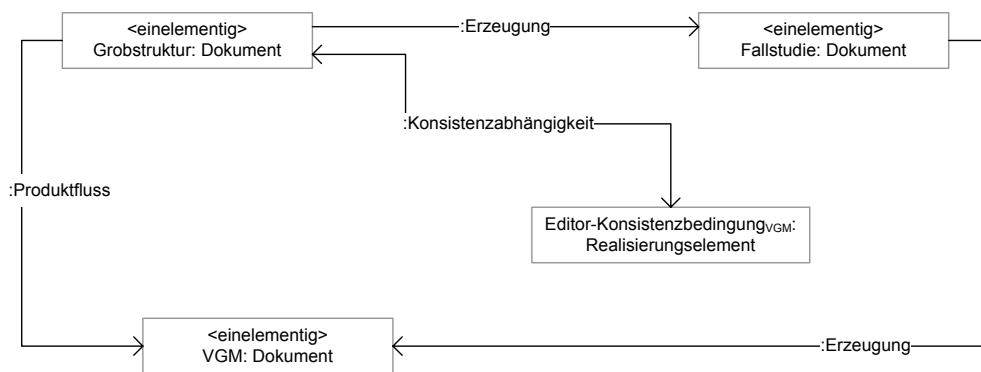 <einelementig>
Grobstruktur: Dokument
:Erzeugung
<einelementig>
Fallstudie: Dokument
:Konsistenzabhängigkeit
:Produktfluss
Editor-KonsistenzbedingungVGM:
Realisierungselement
<einelementig>
VGM: Dokument
:Erzeugung